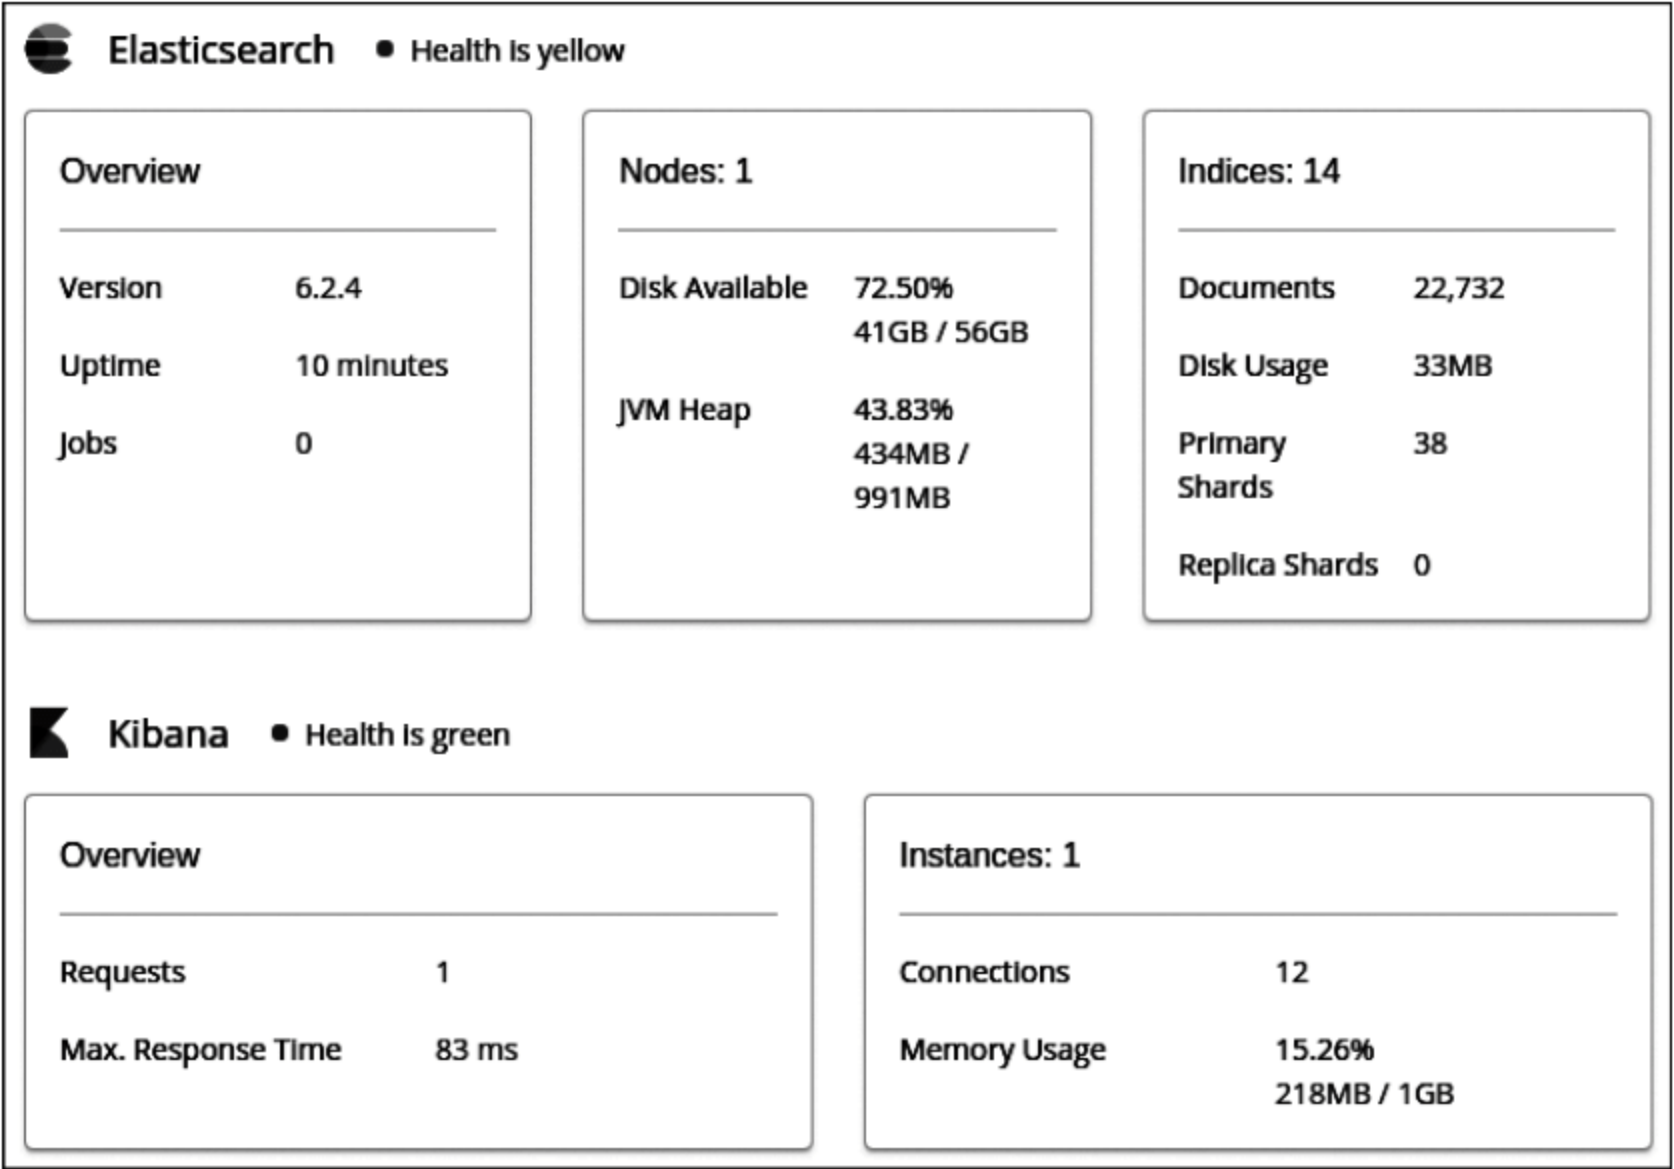 Elasticsearch • Health is yellow
Overview
Version 6.2.4
Uptime 10 minutes
Jobs 0
Nodes: 1
Disk Available 72.50%
41GB / 56GB
JVM Heap 43.83%
434MB /
991MB
Indices: 14
Documents 22,732
Disk Usage 33MB
Primary 38
Shards
Replica Shards 0
Kibana • Health is green
Overview
Requests 1
Max. Response Time 83 ms
Instances: 1
Connections 12
Memory Usage 15.26%
218MB / 1GB